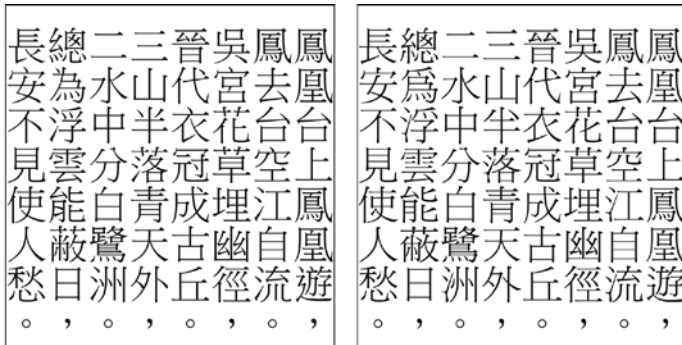 鳳凰台上鳳凰遊，
鳳去台空江自流。
吳宮花草埋幽徑，
晉代衣冠成古丘。
三山半落青天外，
二水中分白鷺洲。
總為浮雲能蔽日，
長安不見使人愁。
鳳凰台上鳳凰遊，
鳳去台空江自流。
吳宮花草埋幽徑，
晉代衣冠成古丘。
三山半落青天外，
二水中分白鷺洲。
總爲浮雲能蔽日，
長安不見使人愁。